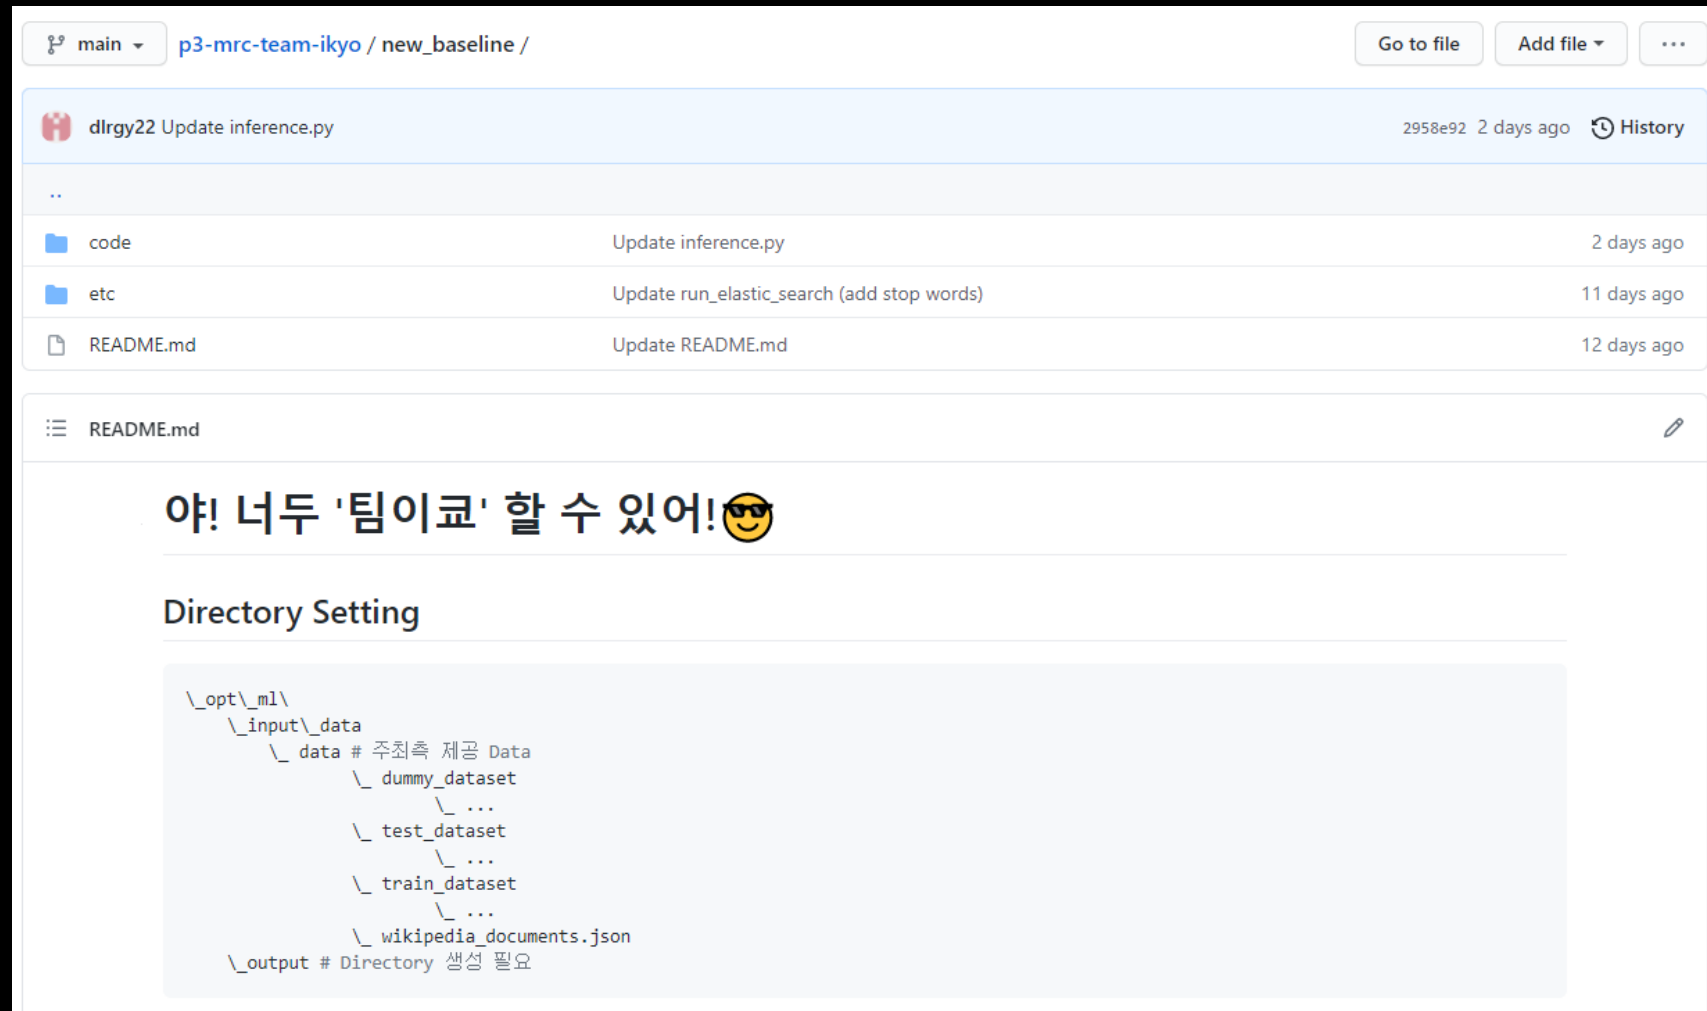 main p3-mrc-team-ikyo / new_baseline / Go to file Add file ...
dlrgy22 Update inference.py 2958e92 2 days ago History
..
code Update inference.py 2 days ago
etc Update run_elastic_search (add stop words) 11 days ago
README.md Update README.md 12 days ago
README.md
야! 너두 '팀이쿄' 할 수 있어!😎
Directory Setting
\_opt\_ml\
\_input\_data
\_ data # 주최측 제공 Data
\_ dummy_dataset
\_ ...
\_ test_dataset
\_ ...
\_ train_dataset
\_ ...
\_ wikipedia_documents.json
\_output # Directory 생성 필요